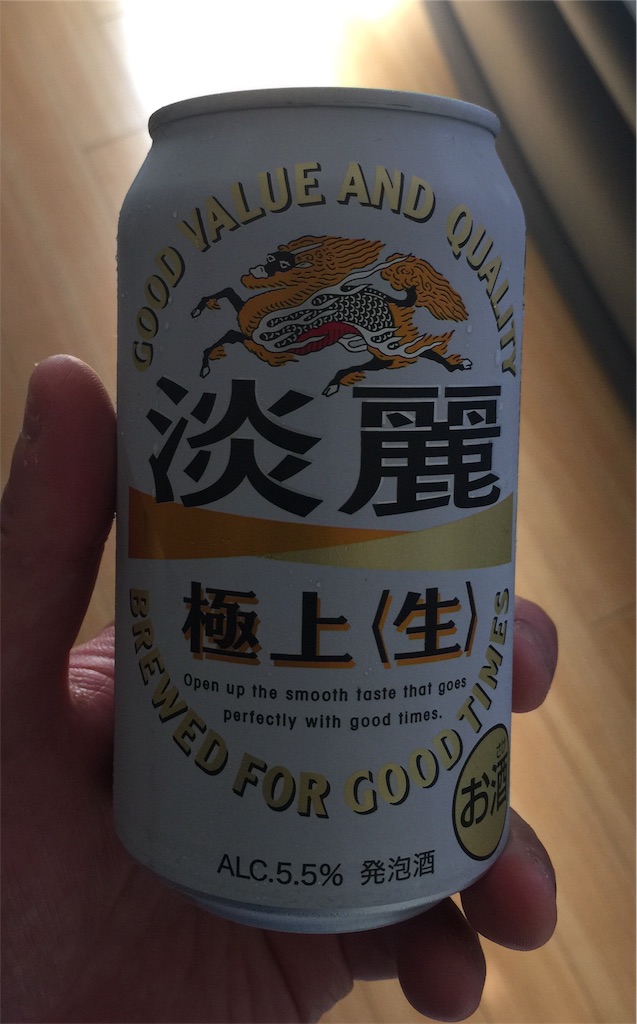 GOOD VALUE AND QUALITY
淡麗
極上〈生〉
Open up the smooth taste that goes
perfectly with good times.
BREWED FOR GOOD TIMES
お酒
ALC.5.5% 発泡酒